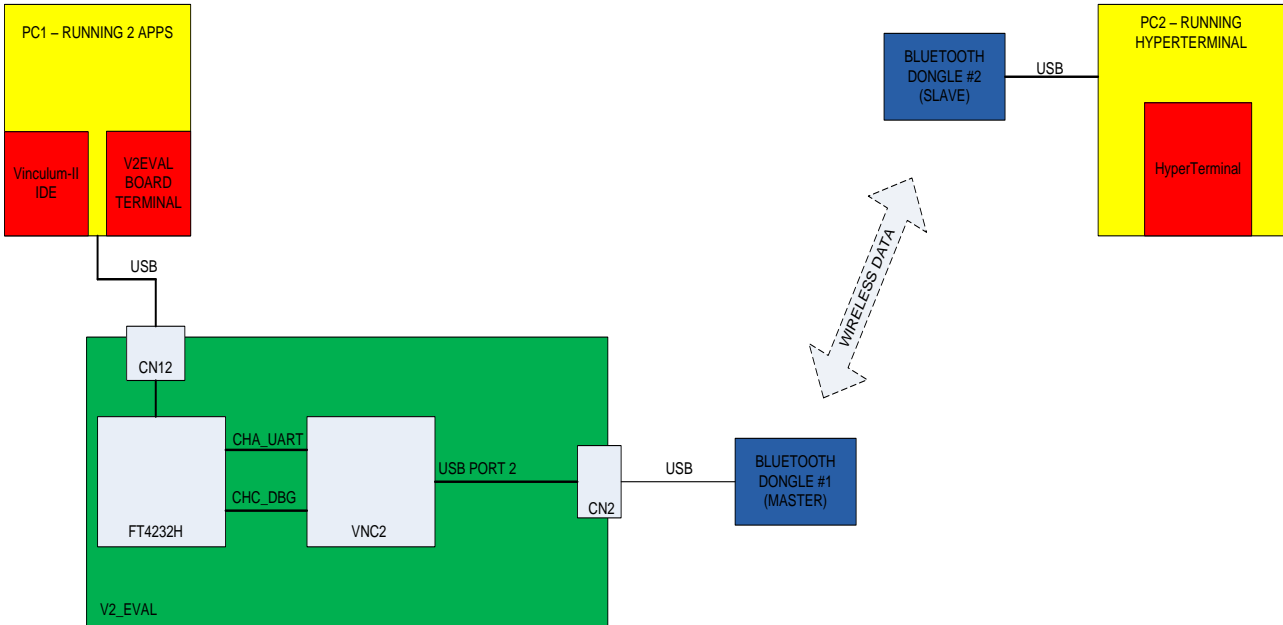 PC1 – RUNNING 2 APPS
Vinculum-II
IDE
V2EVAL
BOARD
TERMINAL
USB
CN12
CHA_UART
CHC_DBG
FT4232H
VNC2
USB PORT 2
CN2
V2_EVAL
USB
BLUETOOTH
DONGLE #1
(MASTER)
WIRELESS DATA
BLUETOOTH
DONGLE #2
(SLAVE)
USB
PC2 – RUNNING
HYPERTERMINAL
HyperTerminal